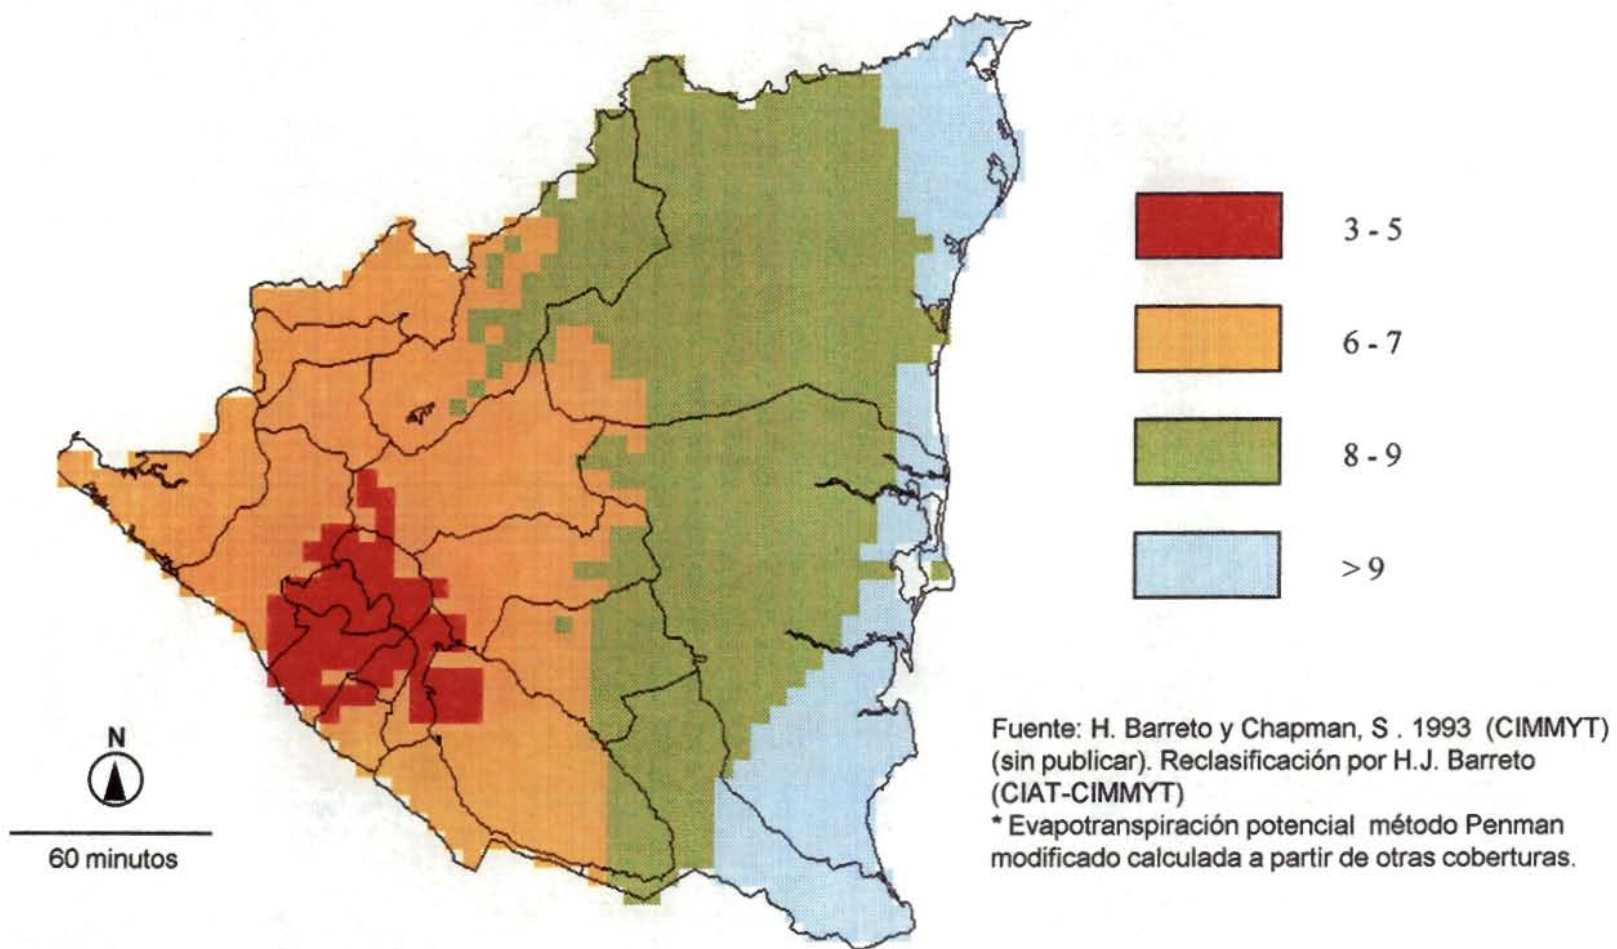 3 - 5
6 - 7
8 - 9
> 9
N
60 minutos
Fuente: H. Barreto y Chapman, S . 1993 (CIMMYT)
(sin publicar). Reclasificación por H.J. Barreto
(CIAT-CIMMYT)
* Evapotranspiración potencial método Penman
modificado calculada a partir de otras coberturas.